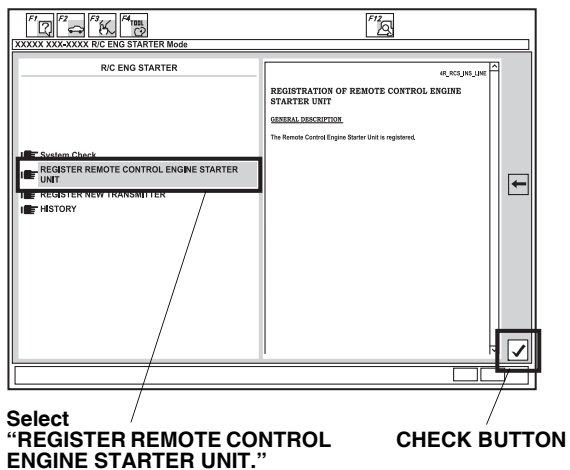 F1 F2 F3 F4 TOOL F12
XXXXX XXX-XXXX R/C ENG STARTER Mode
R/C ENG STARTER
System Check
REGISTER REMOTE CONTROL ENGINE STARTER
UNIT
REGISTER NEW TRANSMITTER
HISTORY
4R_RCS_INS_LINE
REGISTRATION OF REMOTE CONTROL ENGINE
STARTER UNIT
GENERAL DESCRIPTION
The Remote Control Engine Starter Unit is registered.
Select
“REGISTER REMOTE CONTROL
ENGINE STARTER UNIT.”
CHECK BUTTON